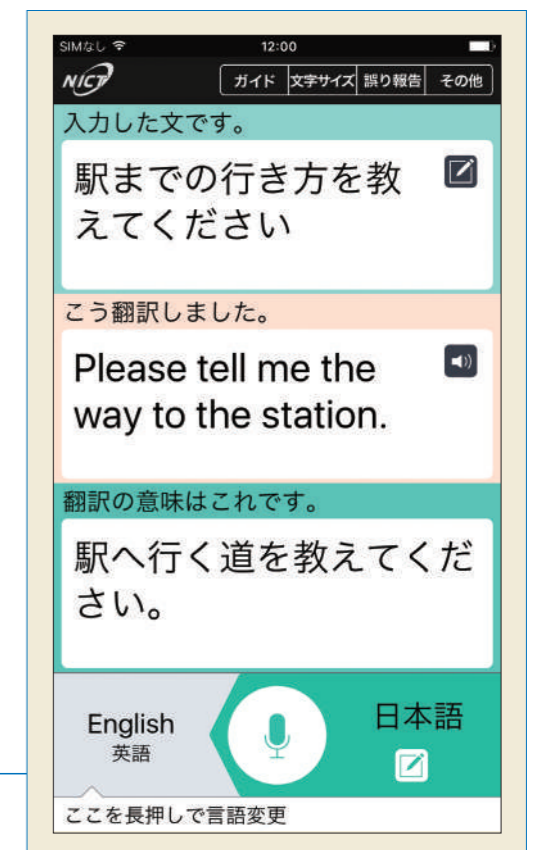 SIMなし 12:00
NICT ガイド 文字サイズ 誤り報告 その他
入力した文です。
駅までの行き方を教
えてください
こう翻訳しました。
Please tell me the
way to the station.
翻訳の意味はこれです。
駅へ行く道を教えてくだ
さい。
English 日本語
英語
ここを長押しで言語変更